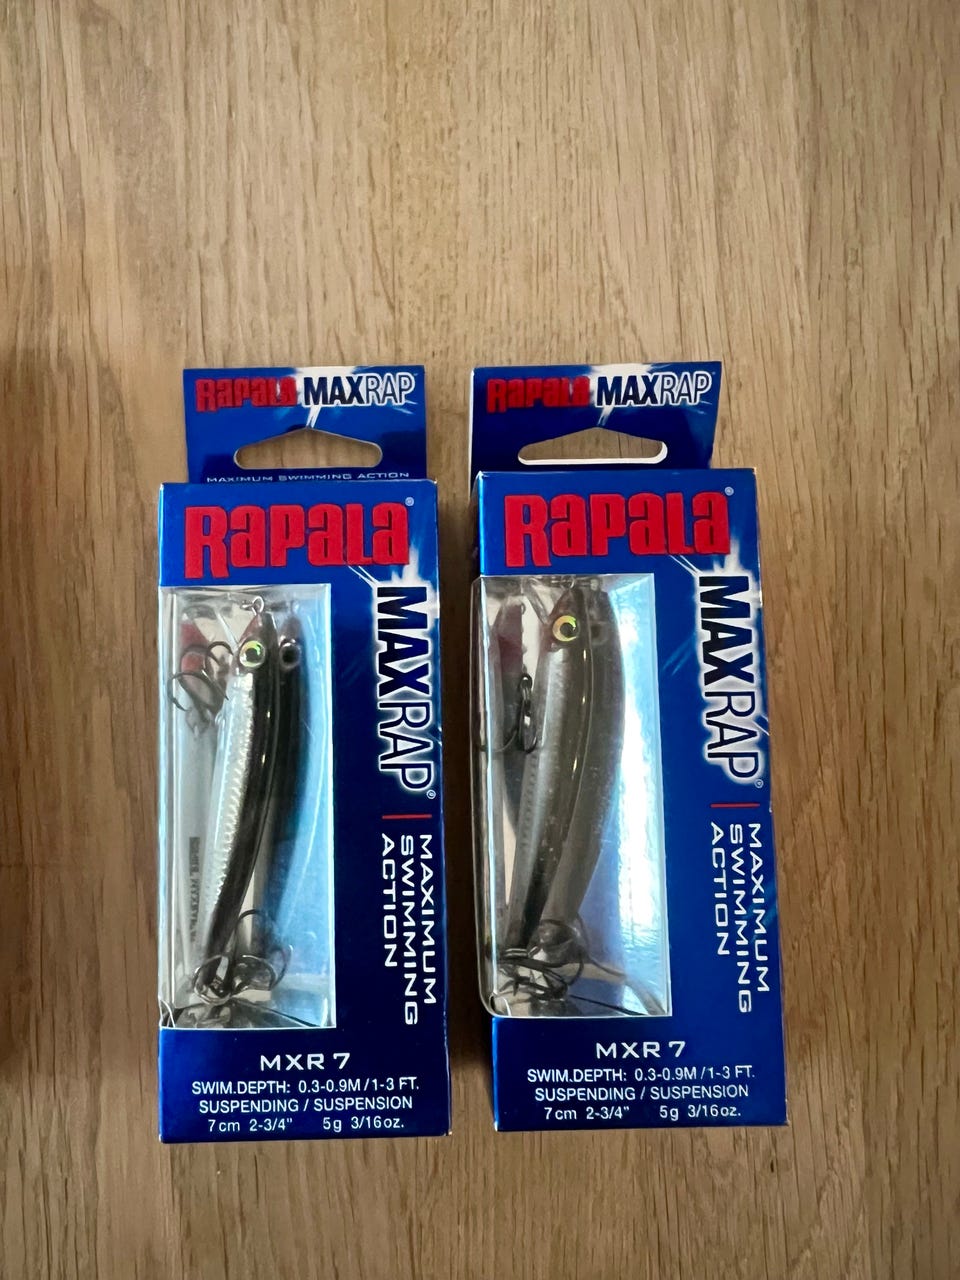 Rapala MAXRAP
MAXIMUM SWIMMING ACTION
Rapala®
MAXRAP®
MAXIMUM
SWIMMING
ACTION
MXR 7
SWIM.DEPTH: 0.3-0.9M/1-3 FT.
SUSPENDING / SUSPENSION
7cm 2-3/4" 5g 3/16oz.
Rapala MAXRAP
Rapala®
MAXRAP®
MAXIMUM
SWIMMING
ACTION
MXR 7
SWIM.DEPTH: 0.3-0.9M/1-3 FT.
SUSPENDING / SUSPENSION
7cm 2-3/4" 5g 3/16oz.